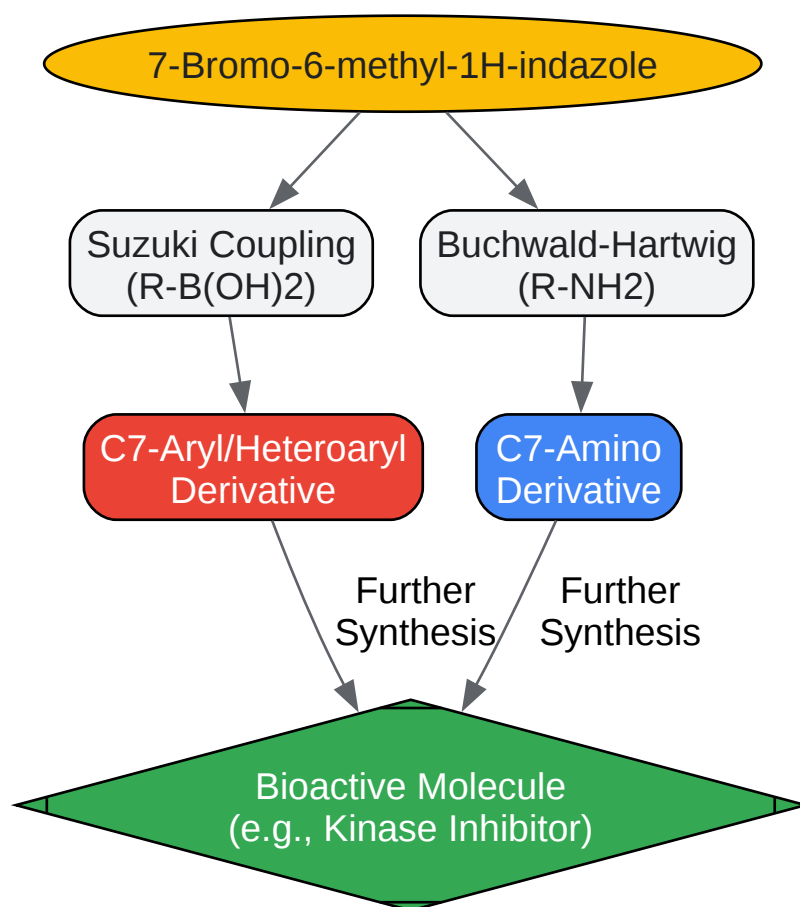 7-Bromo-6-methyl-1H-indazole
Suzuki Coupling
(R-B(OH)2)
Buchwald-Hartwig
(R-NH2)
C7-Aryl/Heteroaryl
Derivative
C7-Amino
Derivative
Further
Synthesis
Further
Synthesis
Bioactive Molecule
(e.g., Kinase Inhibitor)